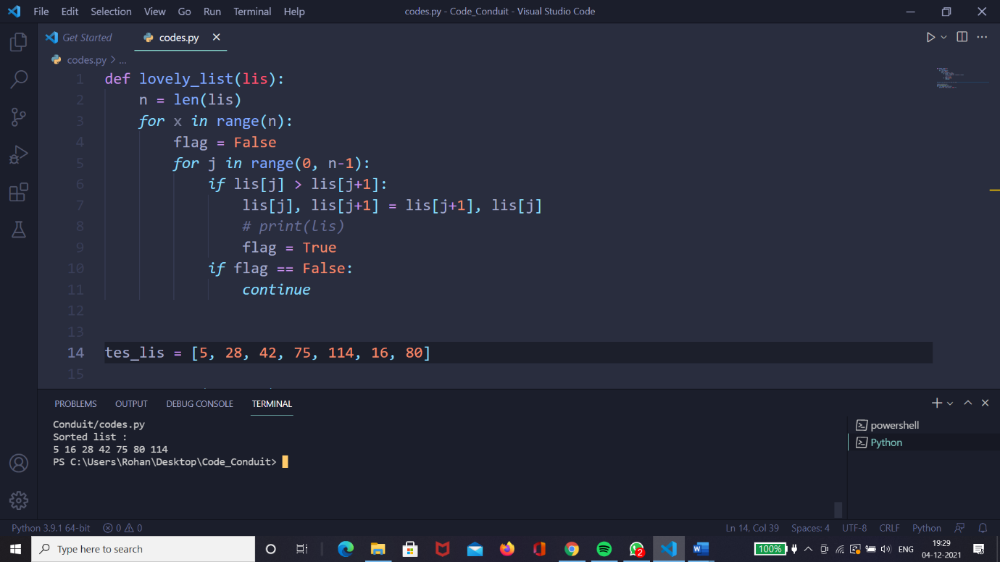 File Edit Selection View Go Run Terminal Help codes.py - Code_Conduit - Visual Studio Code
Get Started codes.py
codes.py > ...
1 def lovely_list(lis):
2     n = len(lis)
3     for x in range(n):
4         flag = False
5         for j in range(0, n-1):
6             if lis[j] > lis[j+1]:
7                 lis[j], lis[j+1] = lis[j+1], lis[j]
8                 # print(lis)
9                 flag = True
10             if flag == False:
11                 continue
12
13
14 tes_lis = [5, 28, 42, 75, 114, 16, 80]
15
PROBLEMS OUTPUT DEBUG CONSOLE TERMINAL
Conduit/codes.py
Sorted list :
5 16 28 42 75 80 114
PS C:\Users\Rohan\Desktop\Code_Conduit>
powershell
Python
Python 3.9.1 64-bit 0 0 Ln 14, Col 39 Spaces: 4 UTF-8 CRLF Python
Type here to search 2 100% ENG 19:29
04-12-2021